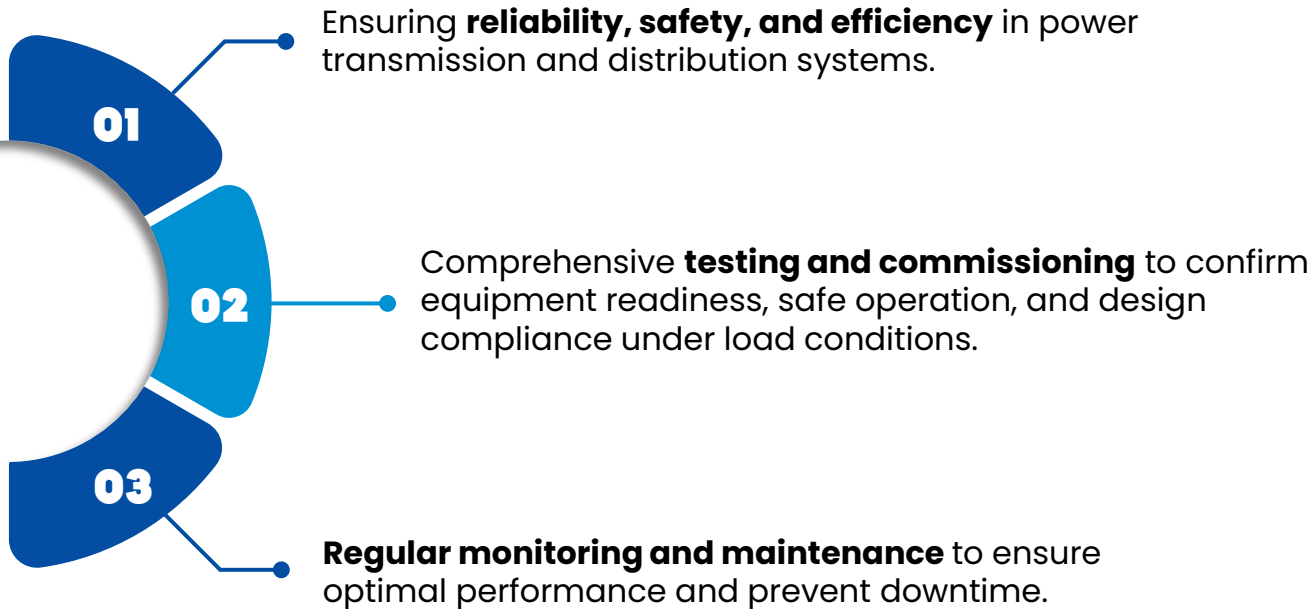 01
Ensuring reliability, safety, and efficiency in power
transmission and distribution systems.
02
Comprehensive testing and commissioning to confirm
equipment readiness, safe operation, and design
compliance under load conditions.
03
Regular monitoring and maintenance to ensure
optimal performance and prevent downtime.